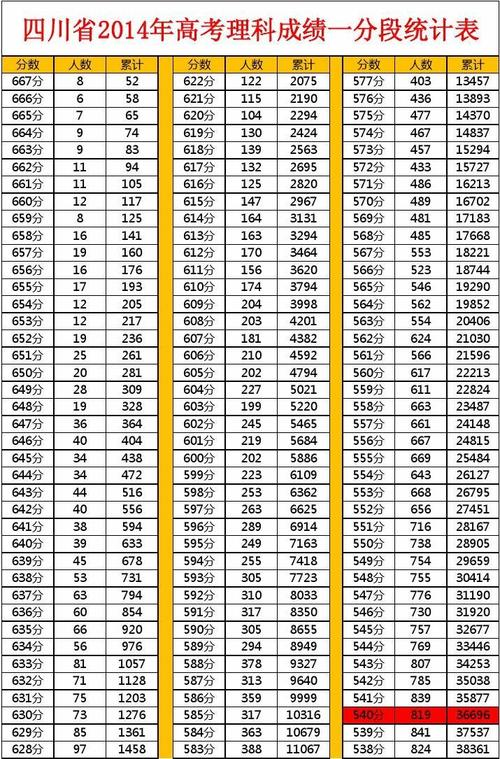 四川省2014年高考理科成绩一分段统计表
分数 人数 累计 分数 人数 累计 分数 人数 累计
667分 8 52 622分 122 2075 577分 403 13457
666分 6 58 621分 115 2190 576分 436 13893
665分 7 65 620分 104 2294 575分 477 14370
664分 9 74 619分 130 2424 574分 467 14837
663分 9 83 618分 139 2563 573分 457 15294
662分 11 94 617分 132 2695 572分 433 15727
661分 11 105 616分 125 2820 571分 486 16213
660分 12 117 615分 147 2967 570分 489 16702
659分 8 125 614分 164 3131 569分 481 17183
658分 16 141 613分 163 3294 568分 485 17668
657分 19 160 612分 170 3464 567分 553 18221
656分 16 176 611分 156 3620 566分 523 18744
655分 17 193 610分 174 3794 565分 546 19290
654分 12 205 609分 204 3998 564分 562 19852
653分 12 217 608分 203 4201 563分 554 20406
652分 19 236 607分 181 4382 562分 624 21030
651分 25 261 606分 210 4592 561分 566 21596
650分 20 281 605分 202 4794 560分 617 22213
649分 28 309 604分 227 5021 559分 611 22824
648分 19 328 603分 199 5220 558分 663 23487
647分 36 364 602分 245 5465 557分 661 24148
646分 40 404 601分 219 5684 556分 667 24815
645分 34 438 600分 202 5886 555分 669 25484
644分 34 472 599分 223 6109 554分 643 26127
643分 44 516 598分 253 6362 553分 668 26795
642分 40 556 597分 263 6625 552分 656 27451
641分 38 594 596分 289 6914 551分 716 28167
640分 39 633 595分 249 7163 550分 738 28905
639分 45 678 594分 255 7418 549分 754 29659
638分 53 731 593分 305 7723 548分 755 30414
637分 63 794 592分 310 8033 547分 776 31190
636分 60 854 591分 317 8350 546分 730 31920
635分 66 920 590分 305 8655 545分 757 32677
634分 56 976 589分 294 8949 544分 769 33446
633分 81 1057 588分 378 9327 543分 807 34253
632分 71 1128 587分 313 9640 542分 785 35038
631分 75 1203 586分 359 9999 541分 839 35877
630分 73 1276 585分 317 10316 540分 819 36696
629分 85 1361 584分 363 10679 539分 841 37537
628分 97 1458 583分 388 11067 538分 824 38361